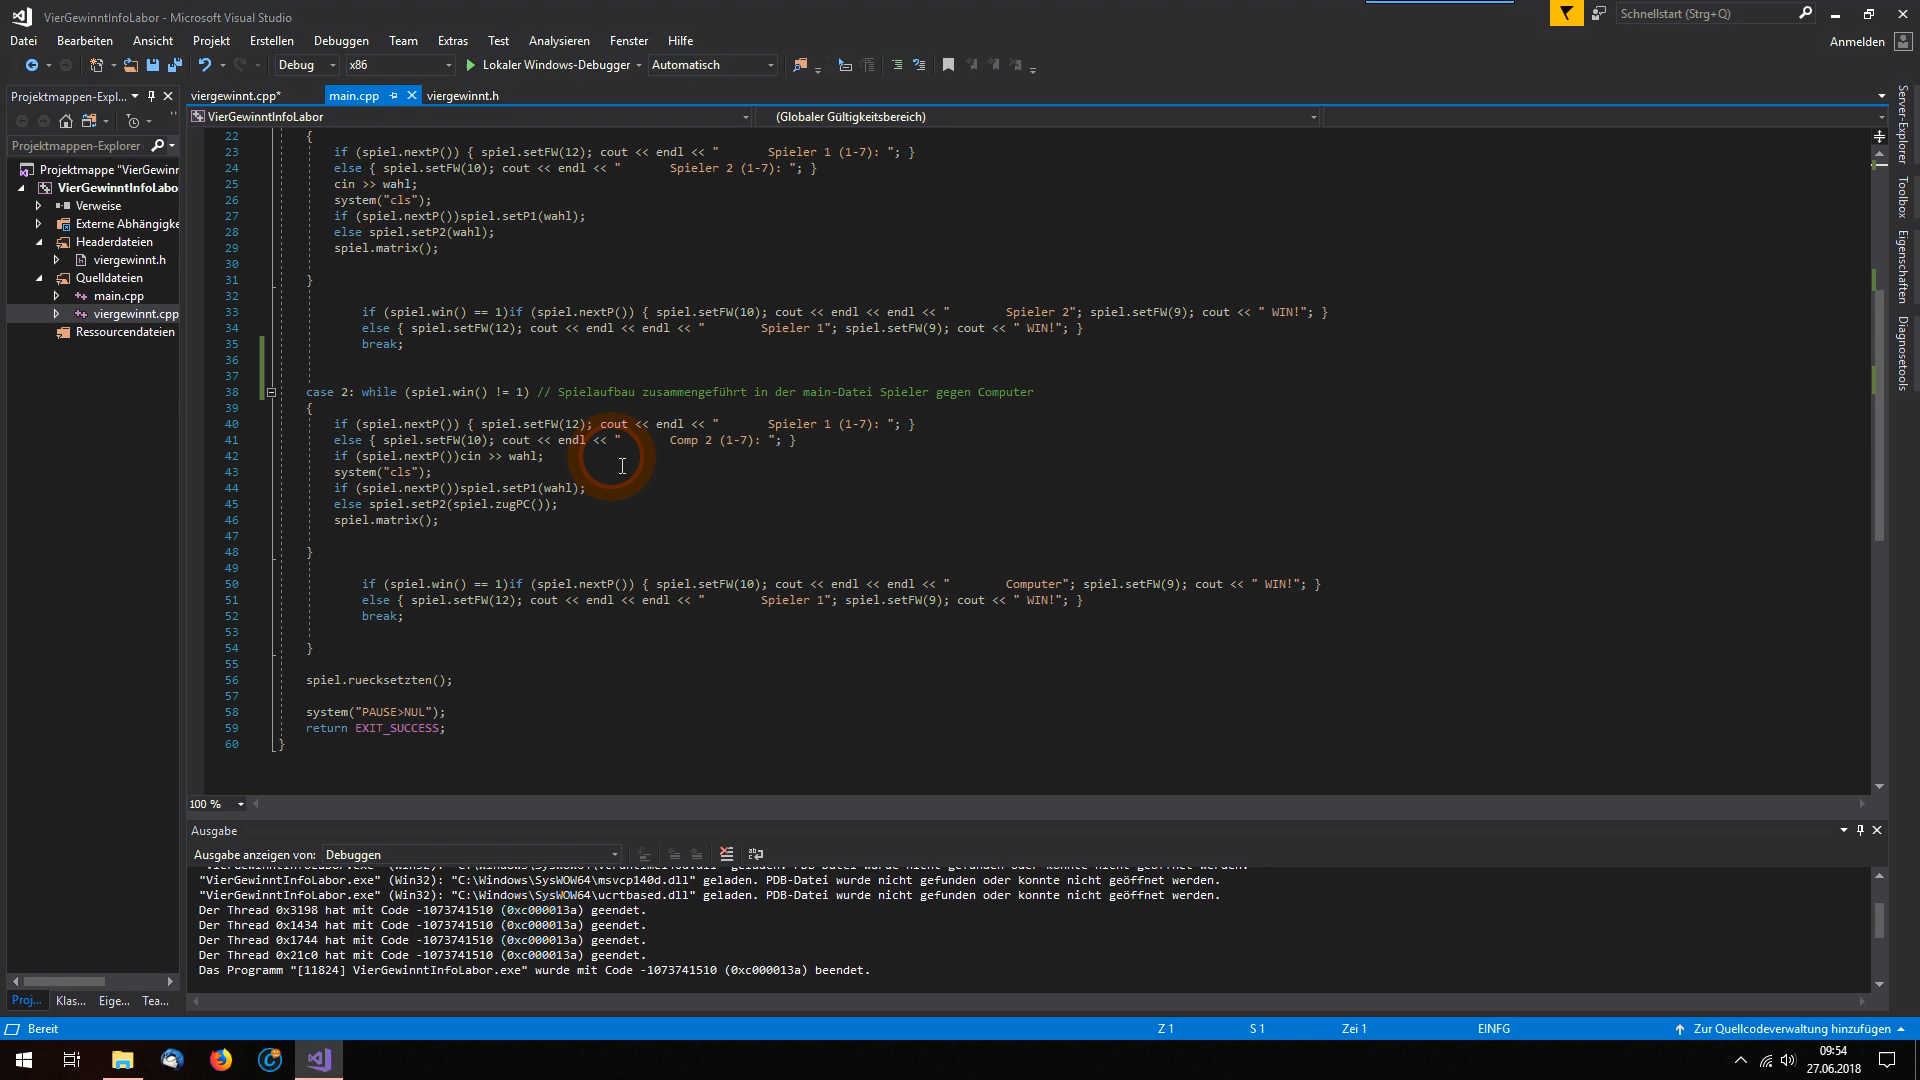 VierGewinntInfoLabor - Microsoft Visual Studio
Schnellstart (Strg+Q)
Datei Bearbeiten Ansicht Projekt Erstellen Debuggen Team Extras Test Analysieren Fenster Hilfe
Anmelden
Debug x86 Lokaler Windows-Debugger Automatisch
Projektmappen-Expl...
viergewinnt.cpp* main.cpp viergewinnt.h
VierGewinntInfoLabor (Globaler Gültigkeitsbereich)
Projektmappen-Explorer
Projektmappe "VierGewinn
VierGewinntInfoLabo
Verweise
Externe Abhängigke
Headerdateien
viergewinnt.h
Quelldateien
main.cpp
viergewinnt.cpp
Ressourcendateien
Proj... Klas... Eige... Tea...
22 {
23 if (spiel.nextP()) { spiel.setFW(12); cout << endl << "       Spieler 1 (1-7): "; }
24 else { spiel.setFW(10); cout << endl << "       Spieler 2 (1-7): "; }
25 cin >> wahl;
26 system("cls");
27 if (spiel.nextP())spiel.setP1(wahl);
28 else spiel.setP2(wahl);
29 spiel.matrix();
30
31 }
32
33 if (spiel.win() == 1)if (spiel.nextP()) { spiel.setFW(10); cout << endl << endl << "        Spieler 2"; spiel.setFW(9); cout << " WIN!"; }
34 else { spiel.setFW(12); cout << endl << endl << "        Spieler 1"; spiel.setFW(9); cout << " WIN!"; }
35 break;
36
37
38 case 2: while (spiel.win() != 1) // Spielaufbau zusammengeführt in der main-Datei Spieler gegen Computer
39 {
40 if (spiel.nextP()) { spiel.setFW(12); cout << endl << "       Spieler 1 (1-7): "; }
41 else { spiel.setFW(10); cout << endl << "       Comp 2 (1-7): "; }
42 if (spiel.nextP())cin >> wahl;
43 system("cls");
44 if (spiel.nextP())spiel.setP1(wahl);
45 else spiel.setP2(spiel.zugPC());
46 spiel.matrix();
47
48 }
49
50 if (spiel.win() == 1)if (spiel.nextP()) { spiel.setFW(10); cout << endl << endl << "        Computer"; spiel.setFW(9); cout << " WIN!"; }
51 else { spiel.setFW(12); cout << endl << endl << "        Spieler 1"; spiel.setFW(9); cout << " WIN!"; }
52 break;
53
54 }
55
56 spiel.ruecksetzten();
57
58 system("PAUSE>NUL");
59 return EXIT_SUCCESS;
60 }
100 %
Server-Explorer
Toolbox
Eigenschaften
Diagnosetools
Ausgabe
Ausgabe anzeigen von: Debuggen
"VierGewinntInfoLabor.exe" (Win32): "C:\Windows\SysWOW64\msvcp140d.dll" geladen. PDB-Datei wurde nicht gefunden oder konnte nicht geöffnet werden.
"VierGewinntInfoLabor.exe" (Win32): "C:\Windows\SysWOW64\ucrtbased.dll" geladen. PDB-Datei wurde nicht gefunden oder konnte nicht geöffnet werden.
Der Thread 0x3198 hat mit Code -1073741510 (0xc000013a) geendet.
Der Thread 0x1434 hat mit Code -1073741510 (0xc000013a) geendet.
Der Thread 0x1744 hat mit Code -1073741510 (0xc000013a) geendet.
Der Thread 0x21c0 hat mit Code -1073741510 (0xc000013a) geendet.
Das Programm "[11824] VierGewinntInfoLabor.exe" wurde mit Code -1073741510 (0xc000013a) beendet.
Bereit Z 1 S 1 Zei 1 EINFG Zur Quellcodeverwaltung hinzufügen
09:54
27.06.2018